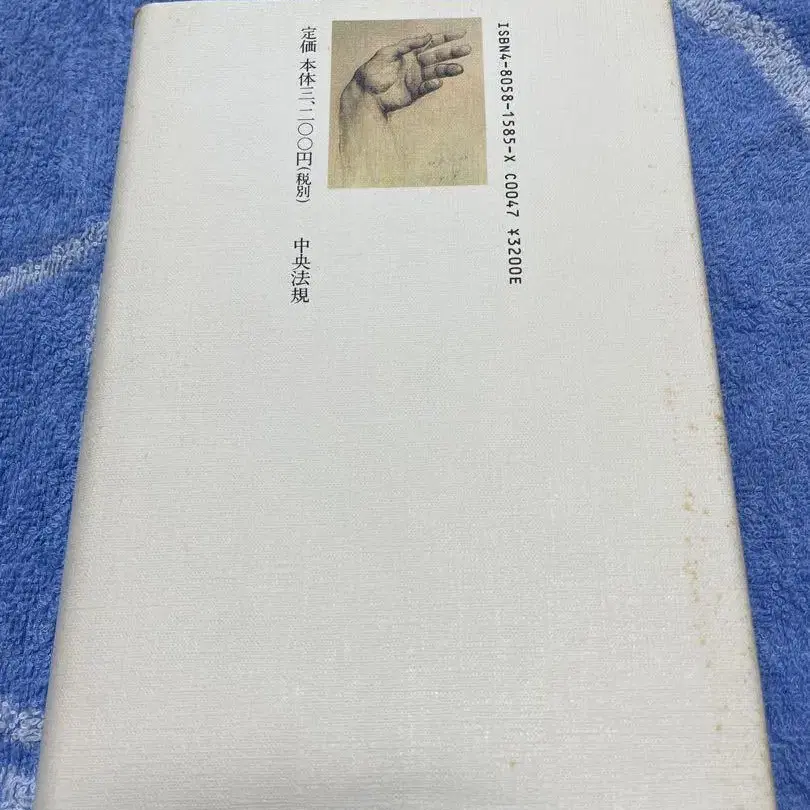 ISBN4-8058-1585-X C0047 ¥3200E
定価 本体三、二〇〇円(税別)
中央法規